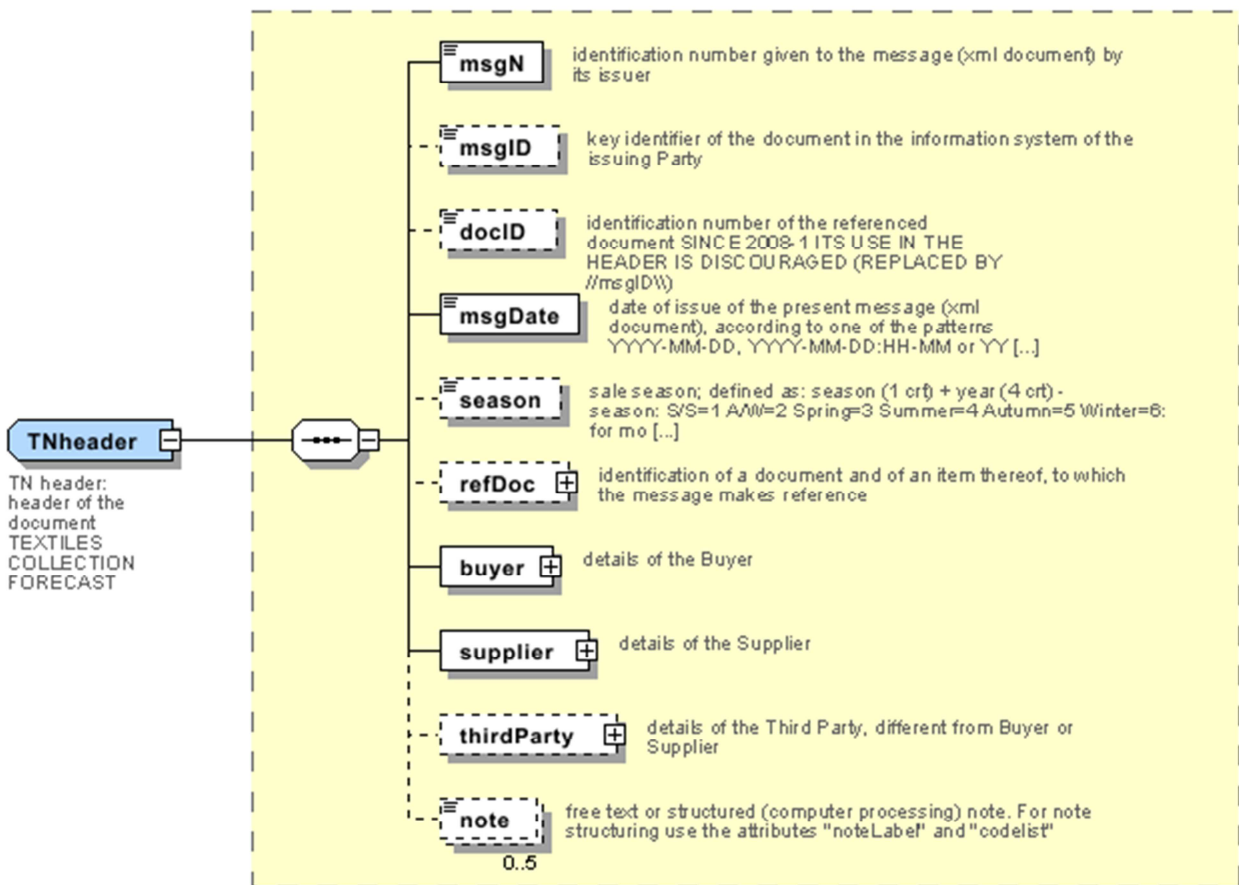 msgN
identification number given to the message (xml document) by
its issuer
msgID
key identifier of the document in the information system of the
issuing Party
docID
identification number of the referenced
document SINCE 2008-1 ITS USE IN THE
HEADER IS DISCOURAGED (REPLACED BY
//msgID\\)
msgDate
date of issue of the present message (xml
document), according to one of the patterns
YYYY-MM-DD, YYYY-MM-DD:HH-MM or YY [...]
season
sale season; defined as: season (1 crt) + year (4 crt) -
season: S/S=1 A/W=2 Spring=3 Summer=4 Autumn=5 Winter=6:
for mo [...]
TNheader
TN header:
header of the
document
TEXTILES
COLLECTION
FORECAST
refDoc
identification of a document and of an item thereof, to which
the message makes reference
buyer
details of the Buyer
supplier
details of the Supplier
thirdParty
details of the Third Party, different from Buyer or
Supplier
note
free text or structured (computer processing) note. For note
structuring use the attributes "noteLabel" and "codelist"
0..5